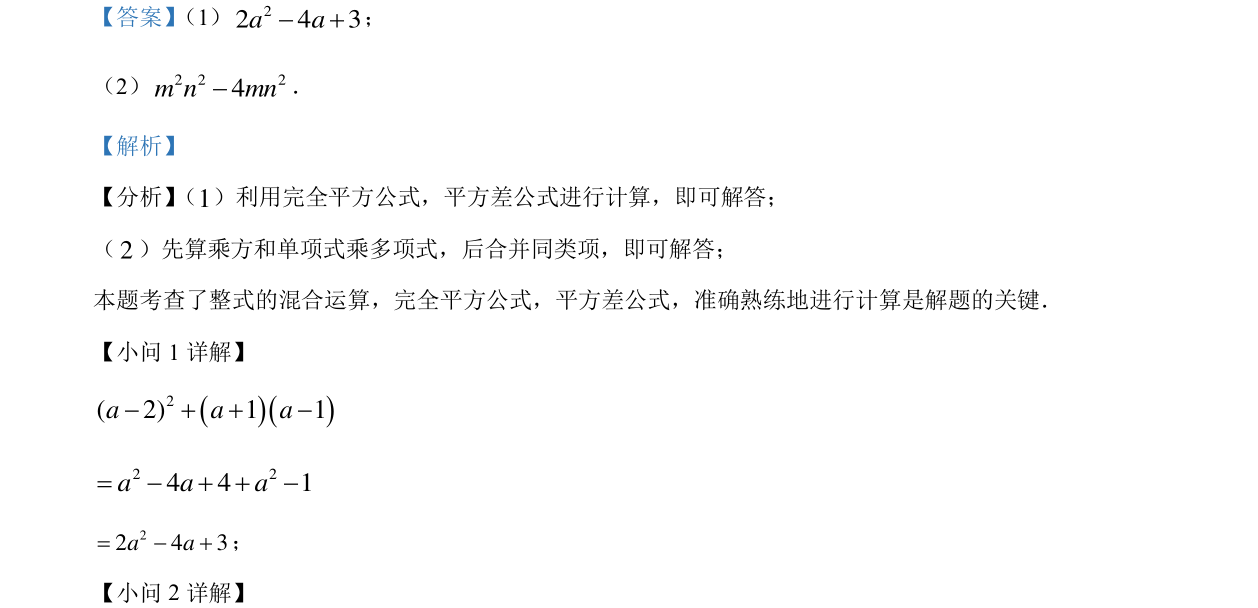 【答案】（1）2a² − 4a + 3；
（2）m²n² − 4mn²．
【解析】
【分析】（1）利用完全平方公式，平方差公式进行计算，即可解答；
（2）先算乘方和单项式乘多项式，后合并同类项，即可解答；
本题考查了整式的混合运算，完全平方公式，平方差公式，准确熟练地进行计算是解题的关键．
【小问 1 详解】
(a − 2)² + (a + 1)(a − 1)
= a² − 4a + 4 + a² − 1
= 2a² − 4a + 3；
【小问 2 详解】